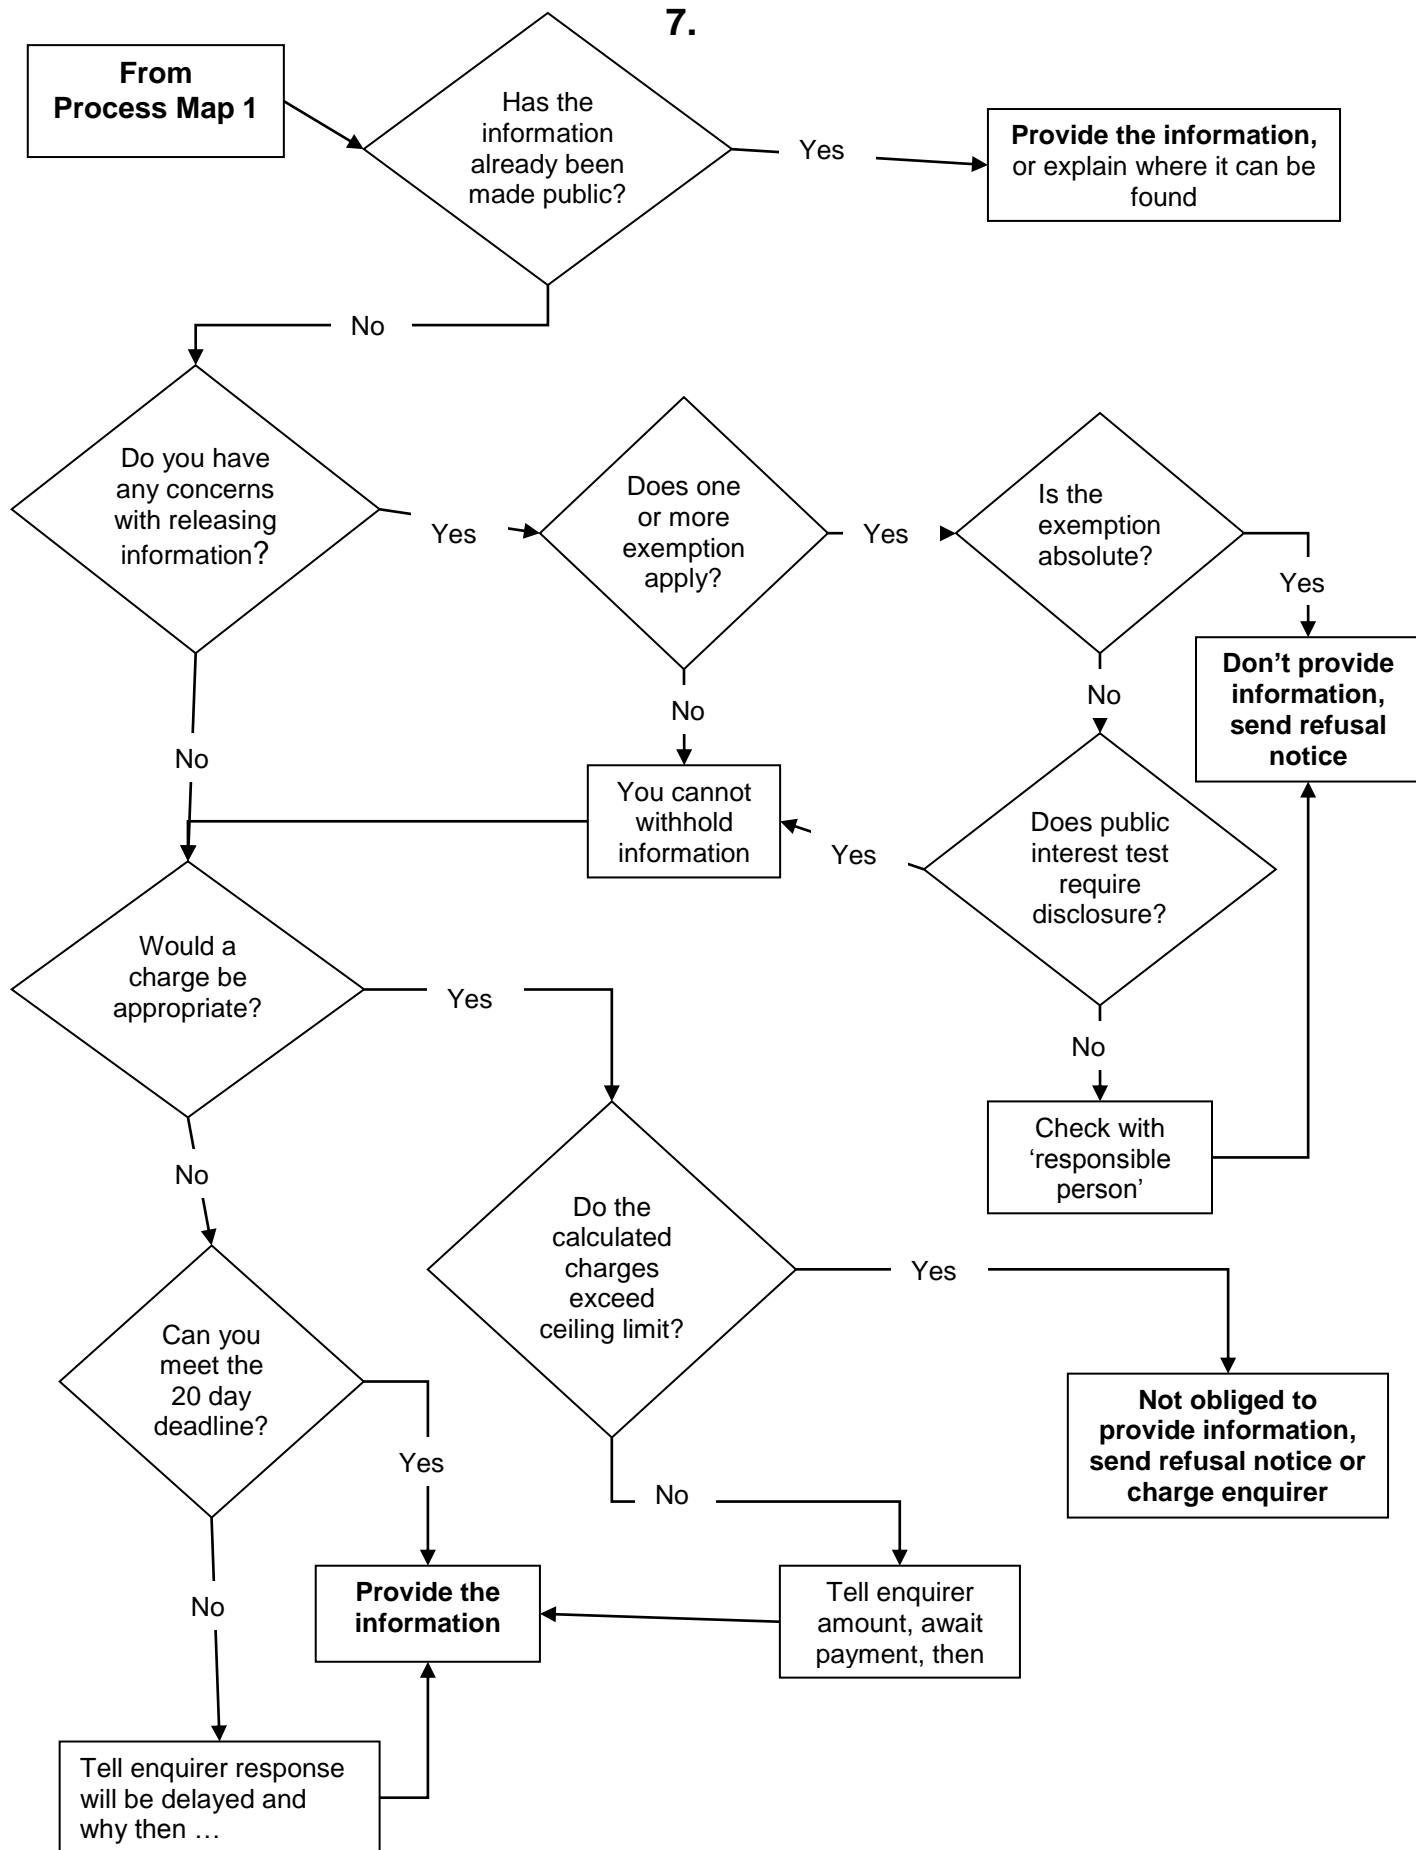 7.
From
Process Map 1
Has the
information
already been
made public?
Yes
Provide the information,
or explain where it can be
found
No
Do you have
any concerns
with releasing
information?
Yes
Does one
or more
exemption
apply?
Yes
Is the
exemption
absolute?
Yes
Don’t provide
information,
send refusal
notice
No
No
No
You cannot
withhold
information
Yes
Does public
interest test
require
disclosure?
Would a
charge be
appropriate?
Yes
No
Check with
‘responsible
person’
No
Do the
calculated
charges
exceed
ceiling limit?
Yes
Can you
meet the
20 day
deadline?
Yes
Not obliged to
provide information,
send refusal notice or
charge enquirer
No
No
Provide the
information
Tell enquirer
amount, await
payment, then
Tell enquirer response
will be delayed and
why then …